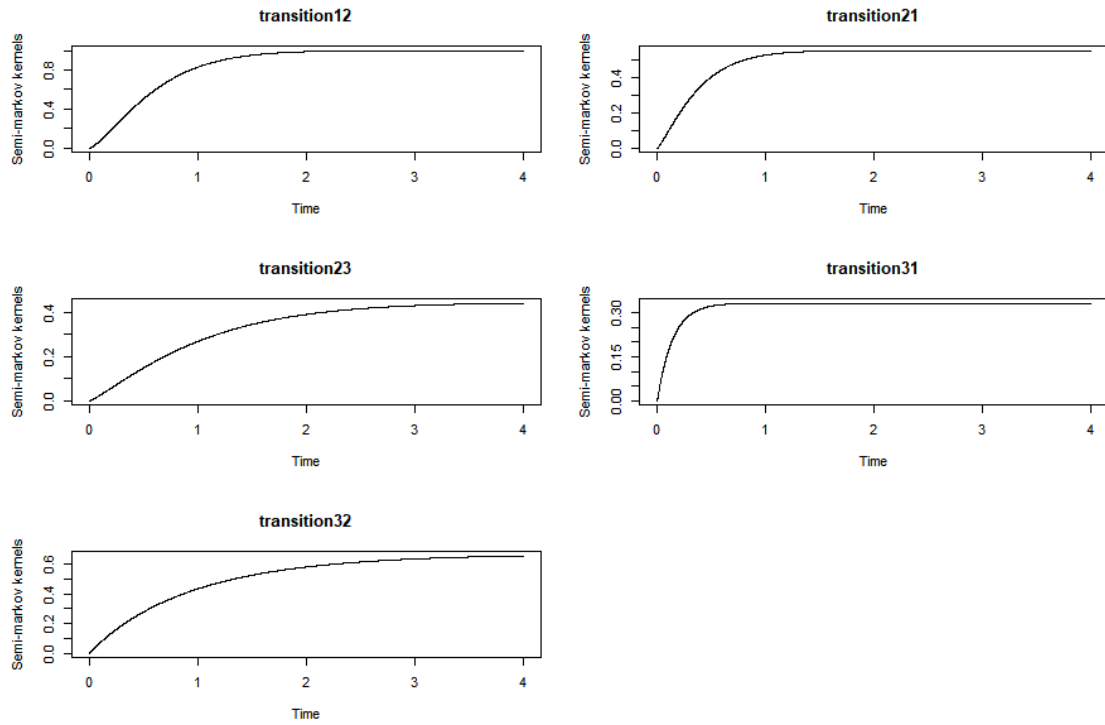 transition12
Semi-markov kernels
0.0 0.4 0.8
0 1 2 3 4
Time
transition21
Semi-markov kernels
0.0 0.2 0.4
0 1 2 3 4
Time
transition23
Semi-markov kernels
0.0 0.2 0.4
0 1 2 3 4
Time
transition31
Semi-markov kernels
0.00 0.15 0.30
0 1 2 3 4
Time
transition32
Semi-markov kernels
0.0 0.2 0.4 0.6
0 1 2 3 4
Time